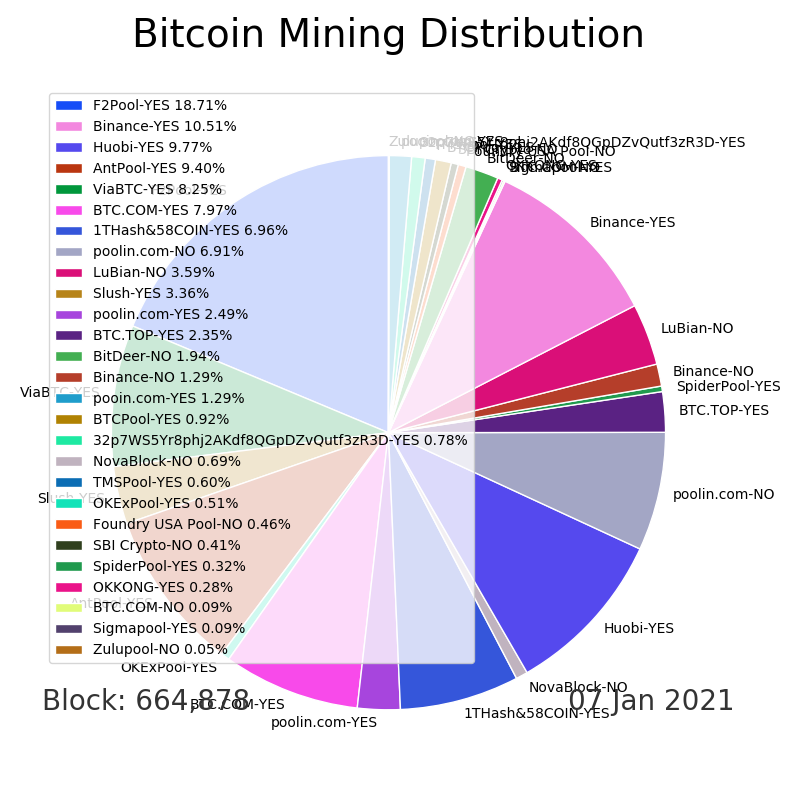 Bitcoin Mining Distribution
F2Pool-YES 18.71%
Binance-YES 10.51%
Huobi-YES 9.77%
AntPool-YES 9.40%
ViaBTC-YES 8.25%
BTC.COM-YES 7.97%
1THash&58COIN-YES 6.96%
poolin.com-NO 6.91%
LuBian-NO 3.59%
Slush-YES 3.36%
poolin.com-YES 2.49%
BTC.TOP-YES 2.35%
BitDeer-NO 1.94%
Binance-NO 1.29%
pooin.com-YES 1.29%
BTCPool-YES 0.92%
32p7WS5Yr8phj2AKdf8QGpDZvQutf3zR3D-YES 0.78%
NovaBlock-NO 0.69%
TMSPool-YES 0.60%
OKExPool-YES 0.51%
Foundry USA Pool-NO 0.46%
SBI Crypto-NO 0.41%
SpiderPool-YES 0.32%
OKKONG-YES 0.28%
BTC.COM-NO 0.09%
Sigmapool-YES 0.09%
Zulupool-NO 0.05%
BitDeer-NO
Binance-YES
LuBian-NO
Binance-NO
SpiderPool-YES
BTC.TOP-YES
poolin.com-NO
Huobi-YES
NovaBlock-NO
1THash&58COIN-YES
poolin.com-YES
BTC.COM-YES
OKExPool-YES
AntPool-YES
Slush-YES
ViaBTC-YES
Block: 664,878
07 Jan 2021